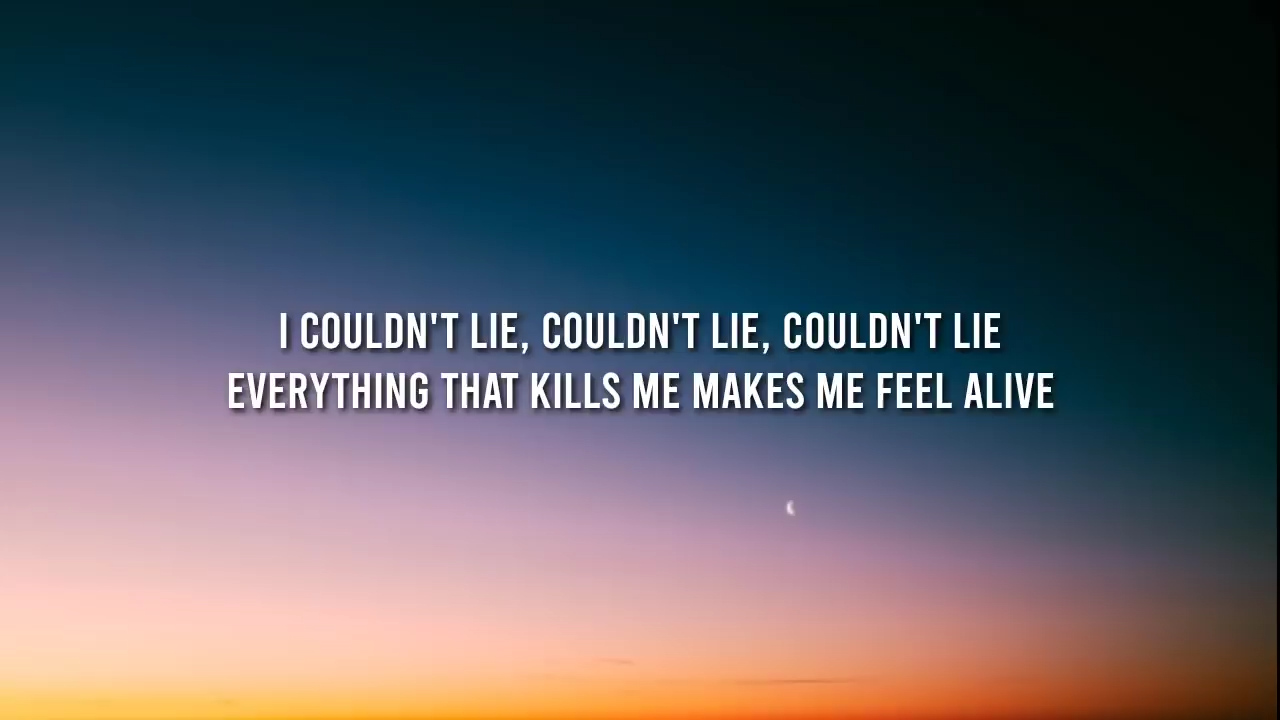 I COULDN'T LIE, COULDN'T LIE, COULDN'T LIE
EVERYTHING THAT KILLS ME MAKES ME FEEL ALIVE